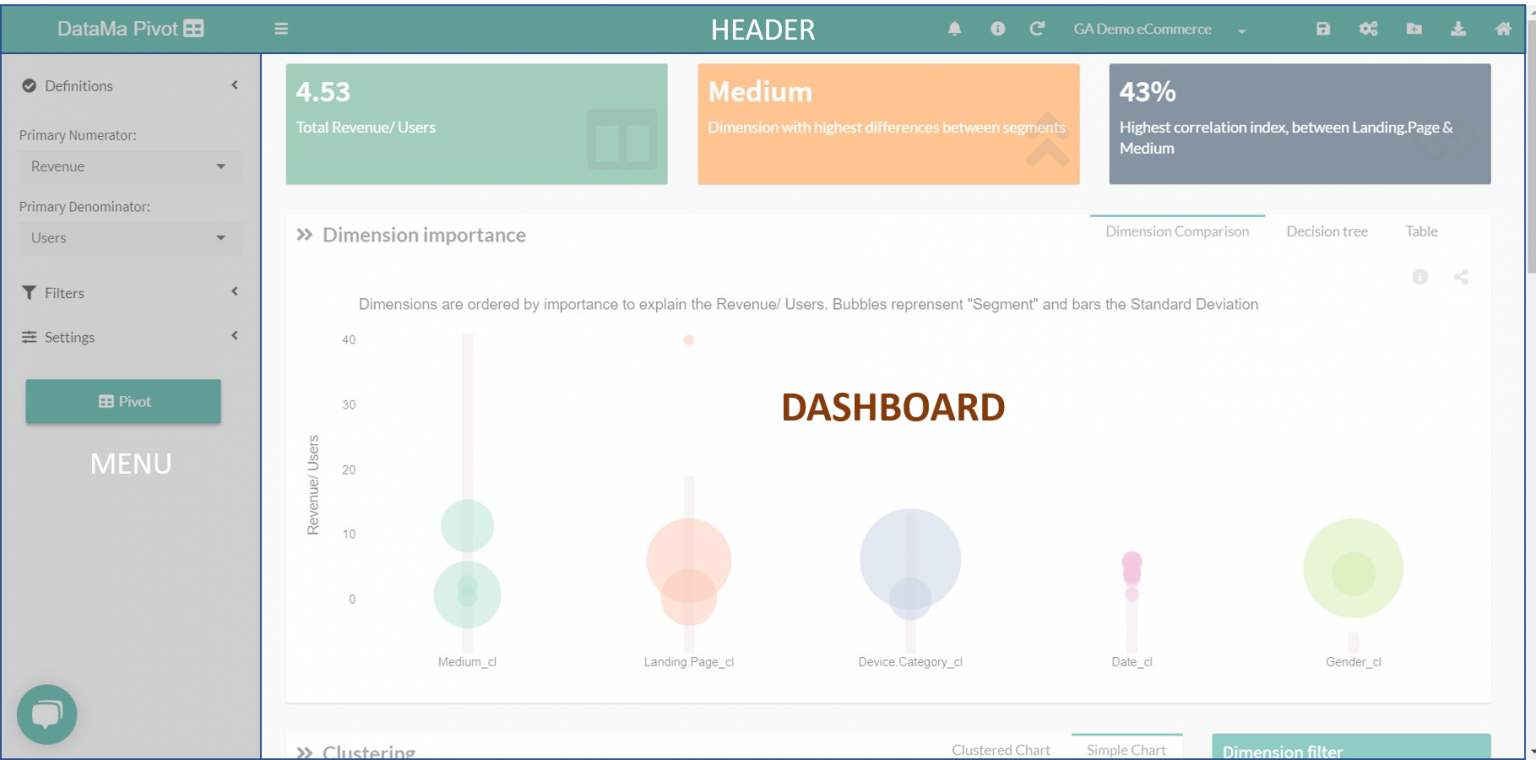 DataMa Pivot
HEADER
GA Demo eCommerce
Definitions
Primary Numerator:
Revenue
Primary Denominator:
Users
Filters
Settings
Pivot
MENU
4.53
Total Revenue/ Users
Medium
Dimension with highest differences between segments
43%
Highest correlation index, between Landing.Page &
Medium
Dimension importance
Dimension Comparison
Decision tree
Table
Dimensions are ordered by importance to explain the Revenue/ Users. Bubbles reprensent "Segment" and bars the Standard Deviation
40
30
20
10
0
Revenue/ Users
DASHBOARD
Medium_cl
Landing.Page_cl
Device.Category_cl
Date_cl
Gender_cl
Clustering
Clustered Chart
Simple Chart
Dimension filter